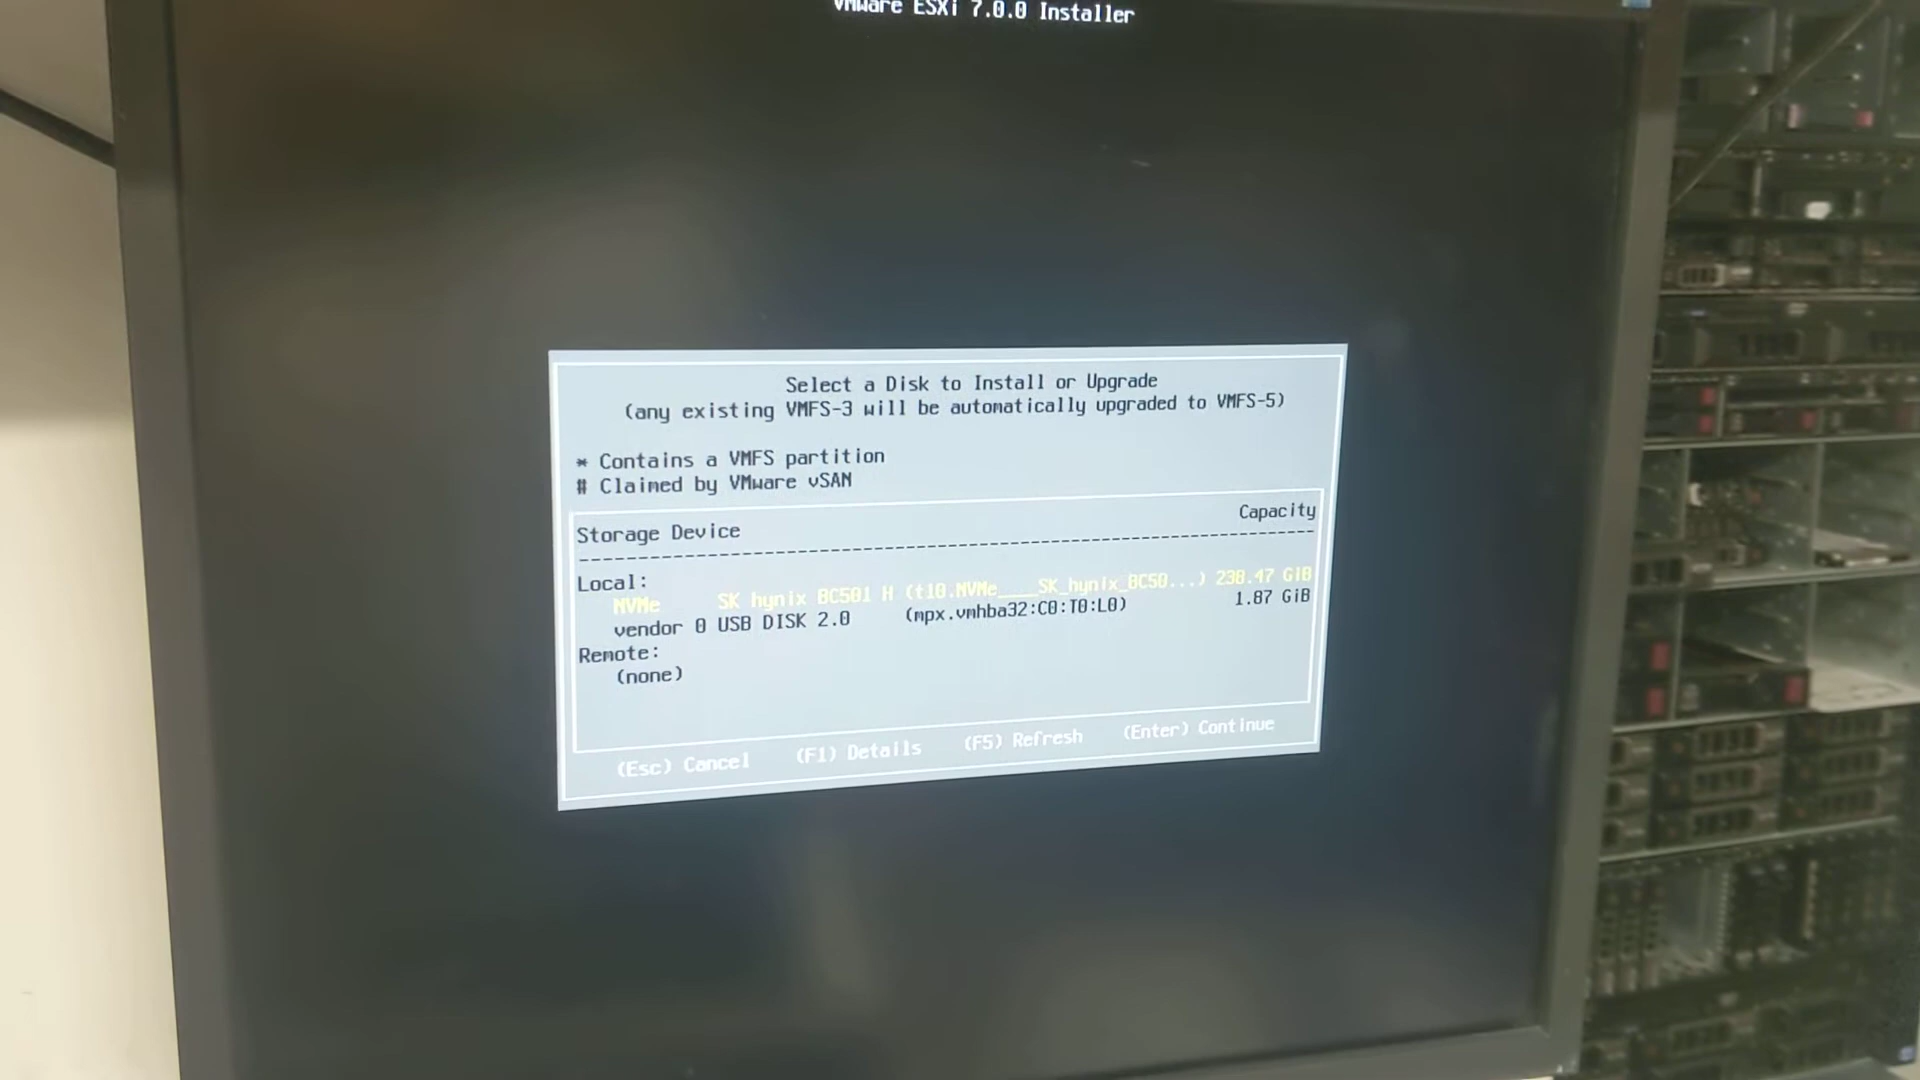 VMware ESXi 7.0.0 Installer
Select a Disk to Install or Upgrade
(any existing VMFS-3 will be automatically upgraded to VMFS-5)
* Contains a VMFS partition
# Claimed by VMware vSAN
Storage Device Capacity
Local:
NVMe SK hynix BC501 H (t10.NVMe____SK_hynix_BC50...) 238.47 GiB
vendor 0 USB DISK 2.0 (mpx.vmhba32:C0:T0:L0) 1.87 GiB
Remote:
(none)
(Esc) Cancel (F1) Details (F5) Refresh (Enter) Continue